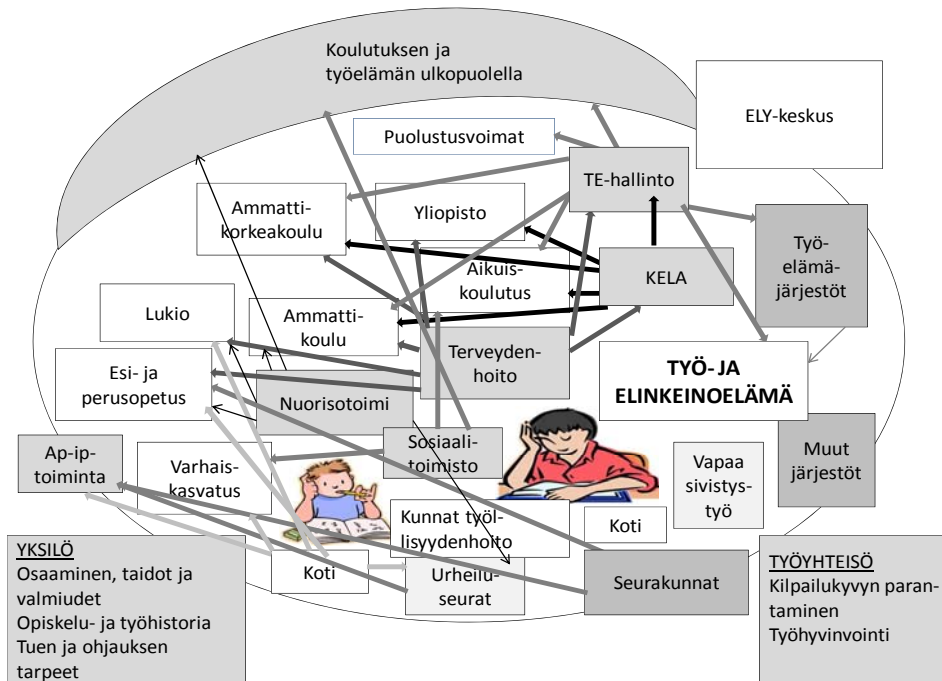 Koulutuksen ja
työelämän ulkopuolella
ELY-keskus
Puolustusvoimat
TE-hallinto
Ammatti-
korkeakoulu
Yliopisto
Työ-
elämä-
järjestöt
Aikuis-
koulutus
KELA
Lukio
Ammatti-
koulu
Terveyden-
hoito
TYÖ- JA
ELINKEINOELÄMÄ
Esi- ja
perusopetus
Nuorisotoimi
Sosiaali-
toimisto
Muut
järjestöt
Ap-ip-
toiminta
Varhais-
kasvatus
Vapaa
sivistys-
työ
Kunnat työl-
lisyydenhoito
Koti
Koti
Urheilu-
seurat
Seurakunnat
YKSILÖ
Osaaminen, taidot ja
valmiudet
Opiskelu- ja työhistoria
Tuen ja ohjauksen
tarpeet
TYÖYHTEISÖ
Kilpailukyvyn paran-
taminen
Työhyvinvointi